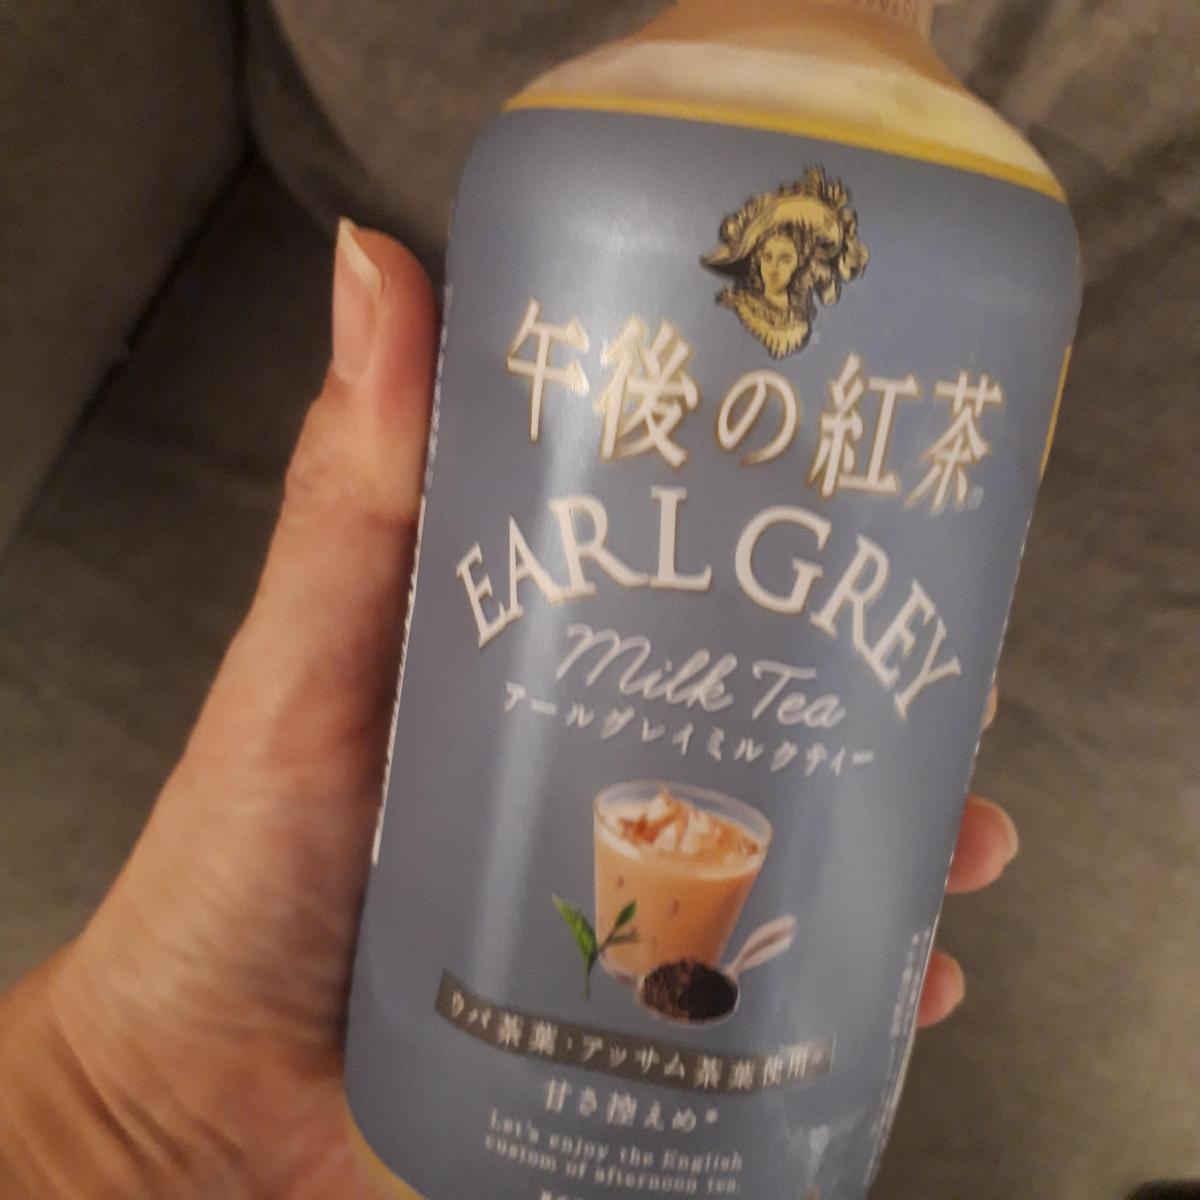 午後の紅茶
EARL GREY
Milk Tea
アールグレイミルクティー
ウバ茶葉・アッサム茶葉使用*
甘さ控えめ*
Let's enjoy the English
custom of afternoon tea.